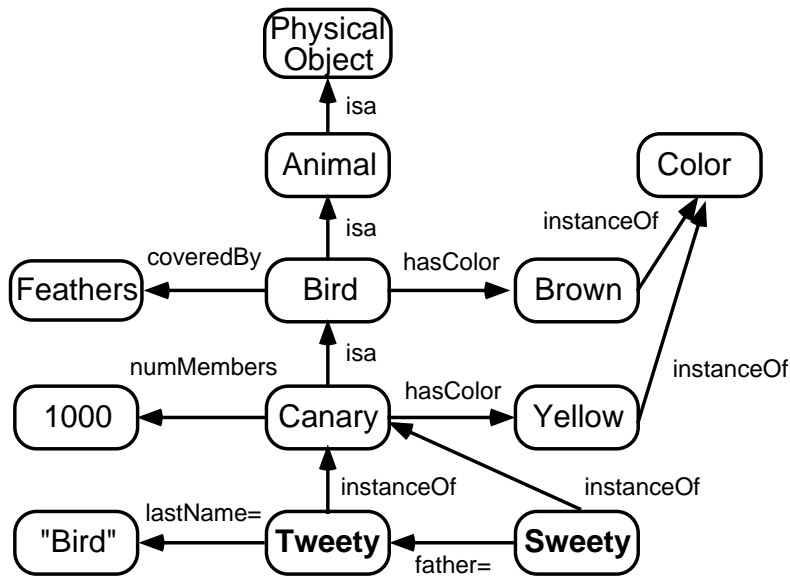 Physical
Object
isa
Animal
Color
isa
instanceOf
coveredBy
hasColor
Feathers
Bird
Brown
isa
numMembers
hasColor
instanceOf
1000
Canary
Yellow
instanceOf
instanceOf
lastName=
"Bird"
Tweety
Sweety
father=